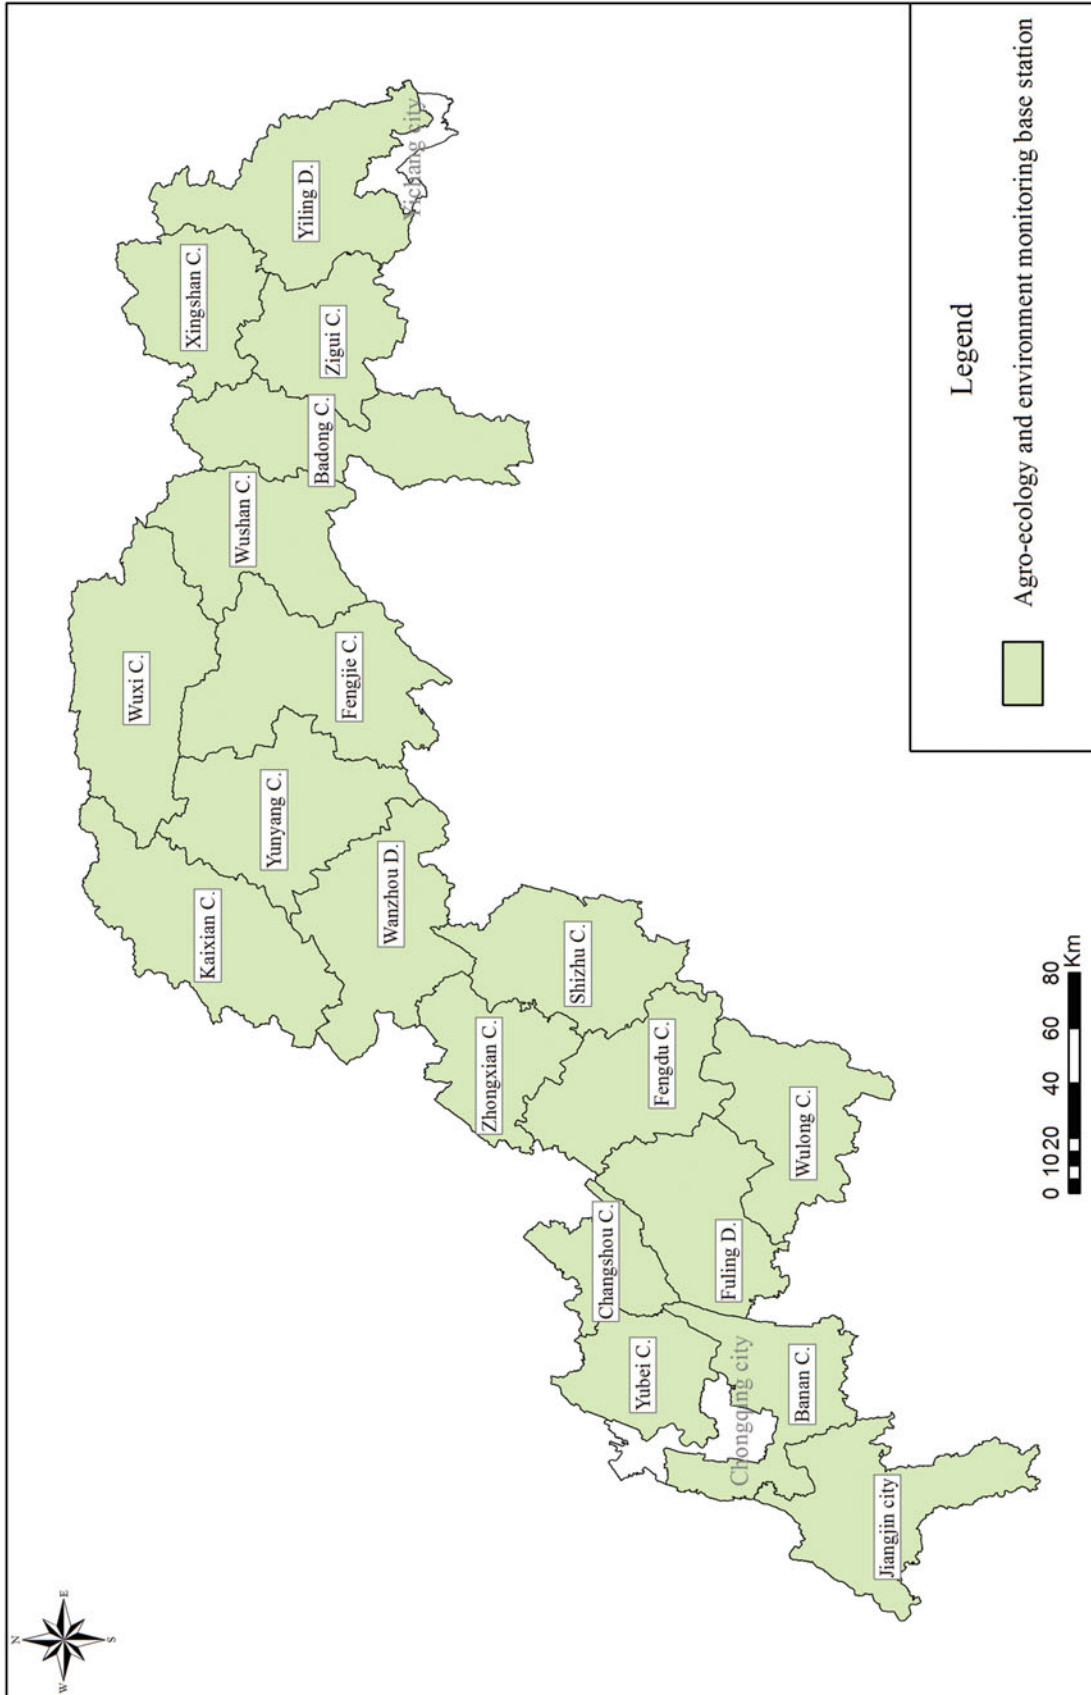 N
W
E
S
Xingshan C.
Yiling D.
Yichang city
Zigui C.
Badong C.
Wushan C.
Wuxi C.
Fengjie C.
Yunyang C.
Kaixian C.
Wanzhou D.
Shizhu C.
Zhongxian C.
Fengdu C.
Wulong C.
Fuling D.
Changshou C.
Yubei C.
Chongqing city
Banan C.
Jiangjin city
0 10 20 40 60 80 Km
Legend
Agro-ecology and environment monitoring base station